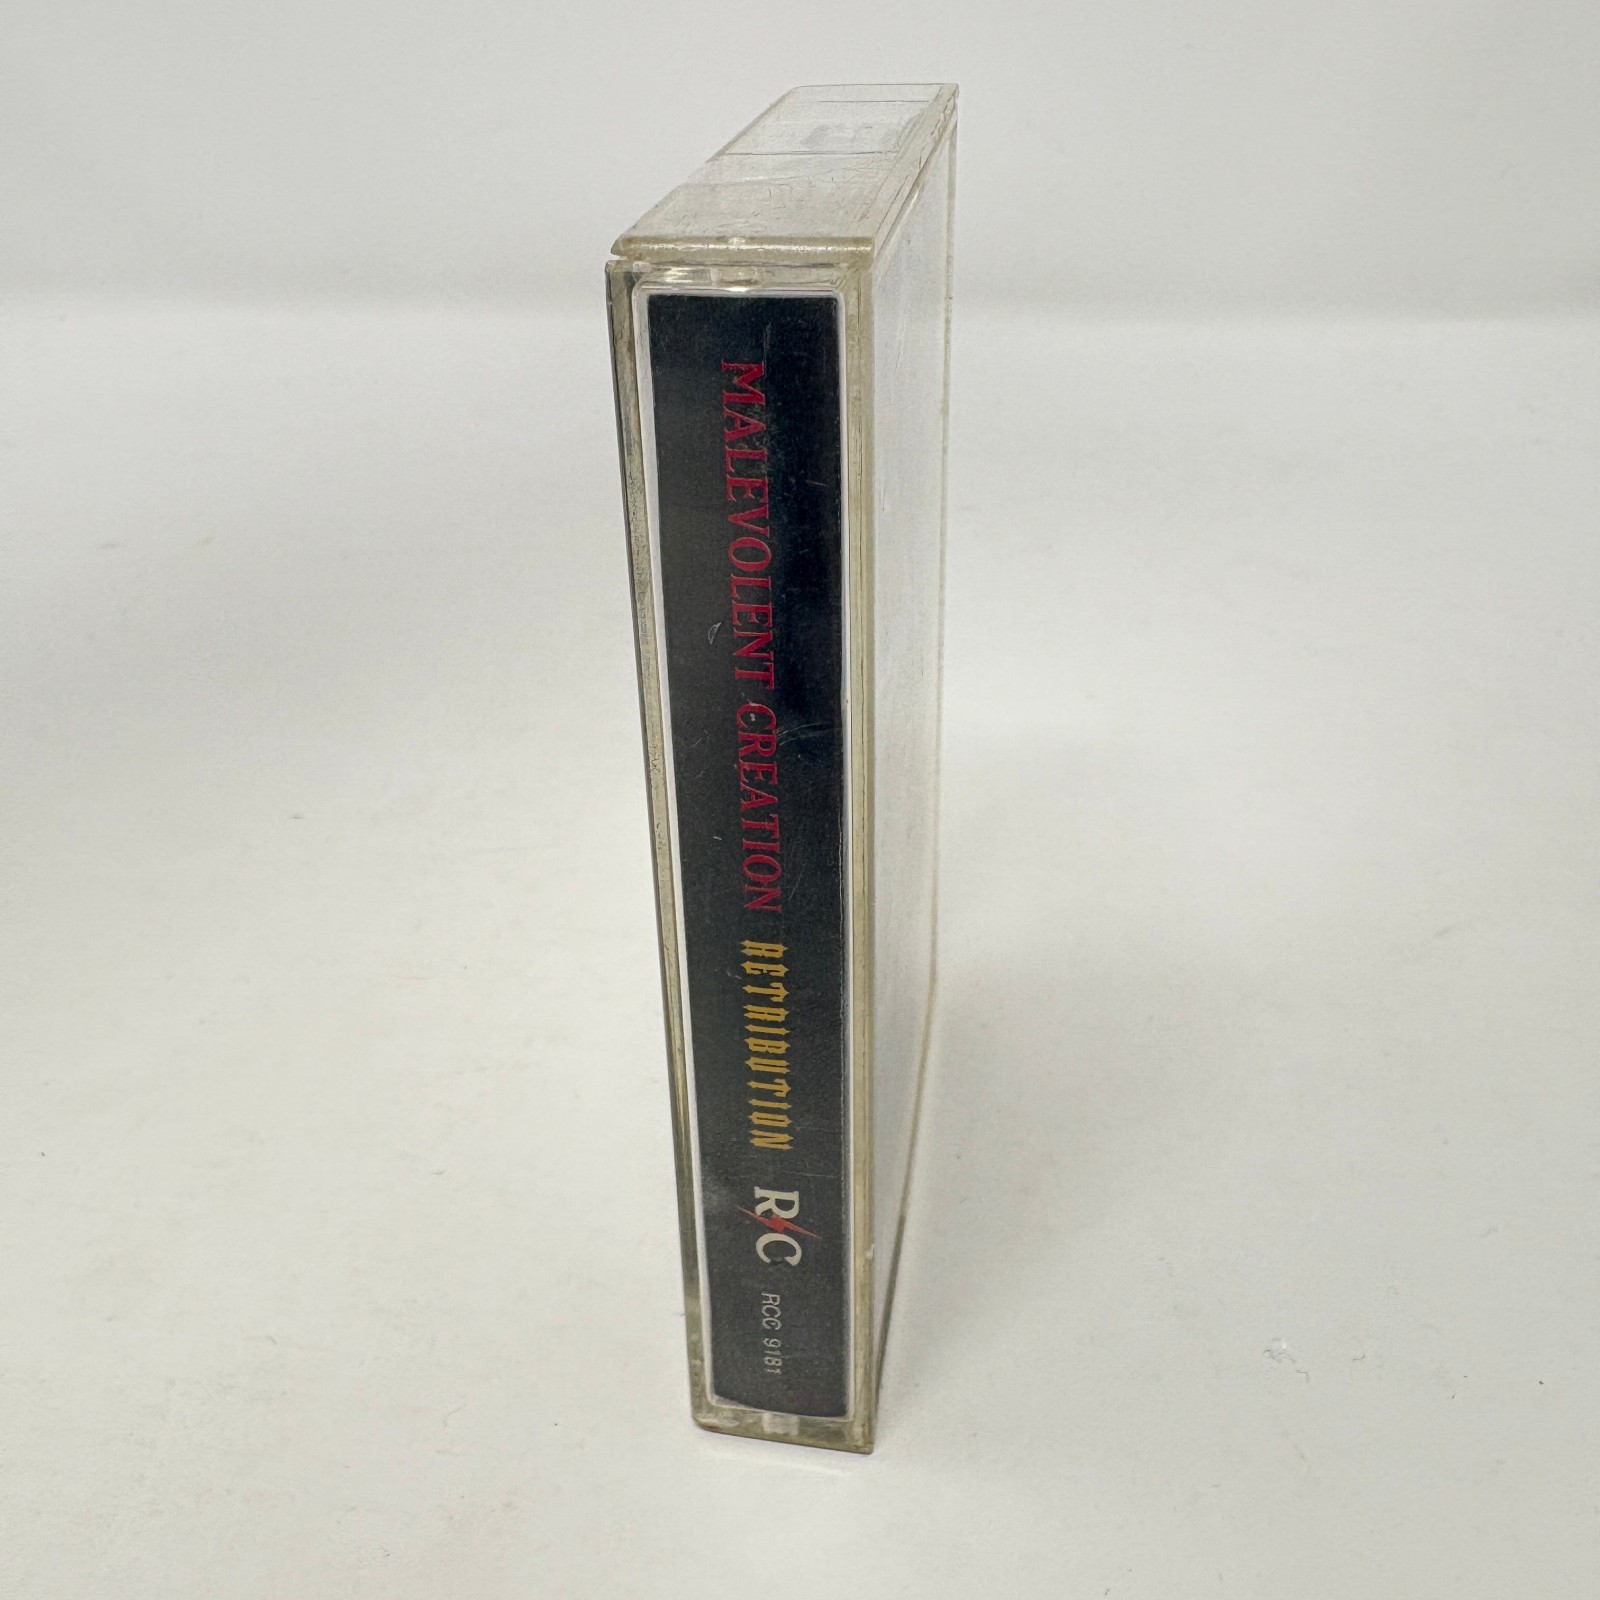 MALEVOLENT CREATION RETRIBUTION R/C RCC 9181